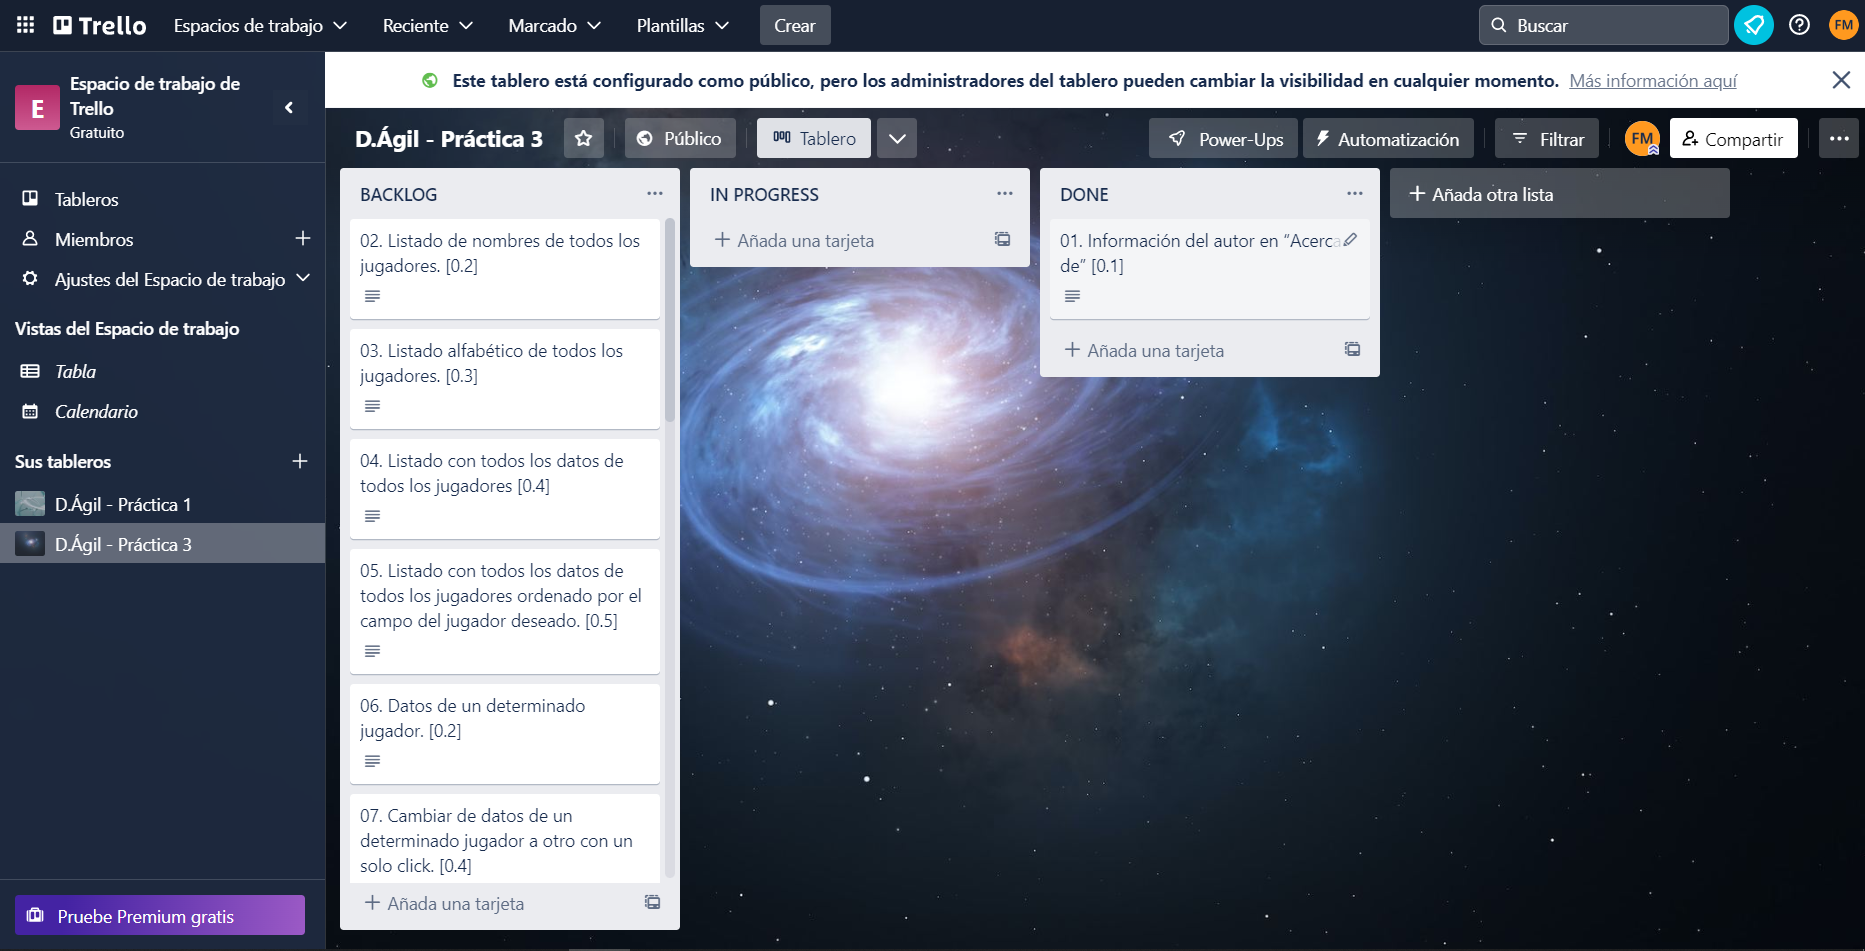 Trello
Espacios de trabajo
Reciente
Marcado
Plantillas
Crear
Buscar
FM
E
Espacio de trabajo de
Trello
Gratuito
Tableros
Miembros
Ajustes del Espacio de trabajo
Vistas del Espacio de trabajo
Tabla
Calendario
Sus tableros
D.Ágil - Práctica 1
D.Ágil - Práctica 3
Pruebe Premium gratis
Este tablero está configurado como público, pero los administradores del tablero pueden cambiar la visibilidad en cualquier momento. Más información aquí
D.Ágil - Práctica 3
Público
Tablero
Power-Ups
Automatización
Filtrar
FM
Compartir
BACKLOG
02. Listado de nombres de todos los
jugadores. [0.2]
03. Listado alfabético de todos los
jugadores. [0.3]
04. Listado con todos los datos de
todos los jugadores [0.4]
05. Listado con todos los datos de
todos los jugadores ordenado por el
campo del jugador deseado. [0.5]
06. Datos de un determinado
jugador. [0.2]
07. Cambiar de datos de un
determinado jugador a otro con un
solo click. [0.4]
Añada una tarjeta
IN PROGRESS
Añada una tarjeta
DONE
01. Información del autor en “Acerca
de” [0.1]
Añada una tarjeta
Añada otra lista